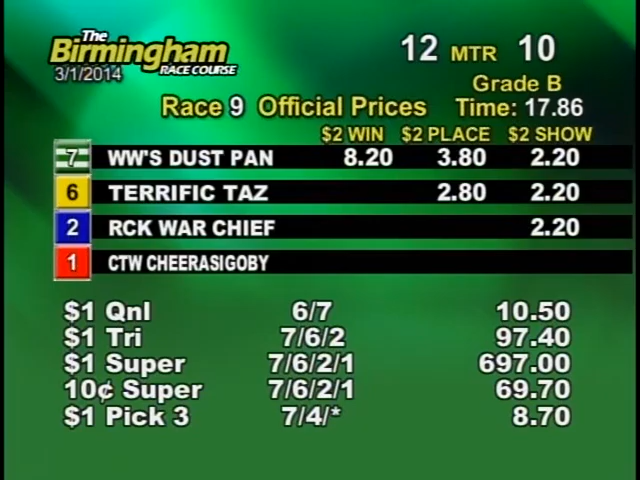 The
Birmingham
RACE COURSE
3/1/2014
12 MTR 10
Grade B
Race 9 Official Prices Time: 17.86
$2 WIN $2 PLACE $2 SHOW
7 WW'S DUST PAN 8.20 3.80 2.20
6 TERRIFIC TAZ 2.80 2.20
2 RCK WAR CHIEF 2.20
1 CTW CHEERASIGOBY
$1 Qnl 6/7 10.50
$1 Tri 7/6/2 97.40
$1 Super 7/6/2/1 697.00
10¢ Super 7/6/2/1 69.70
$1 Pick 3 7/4/* 8.70